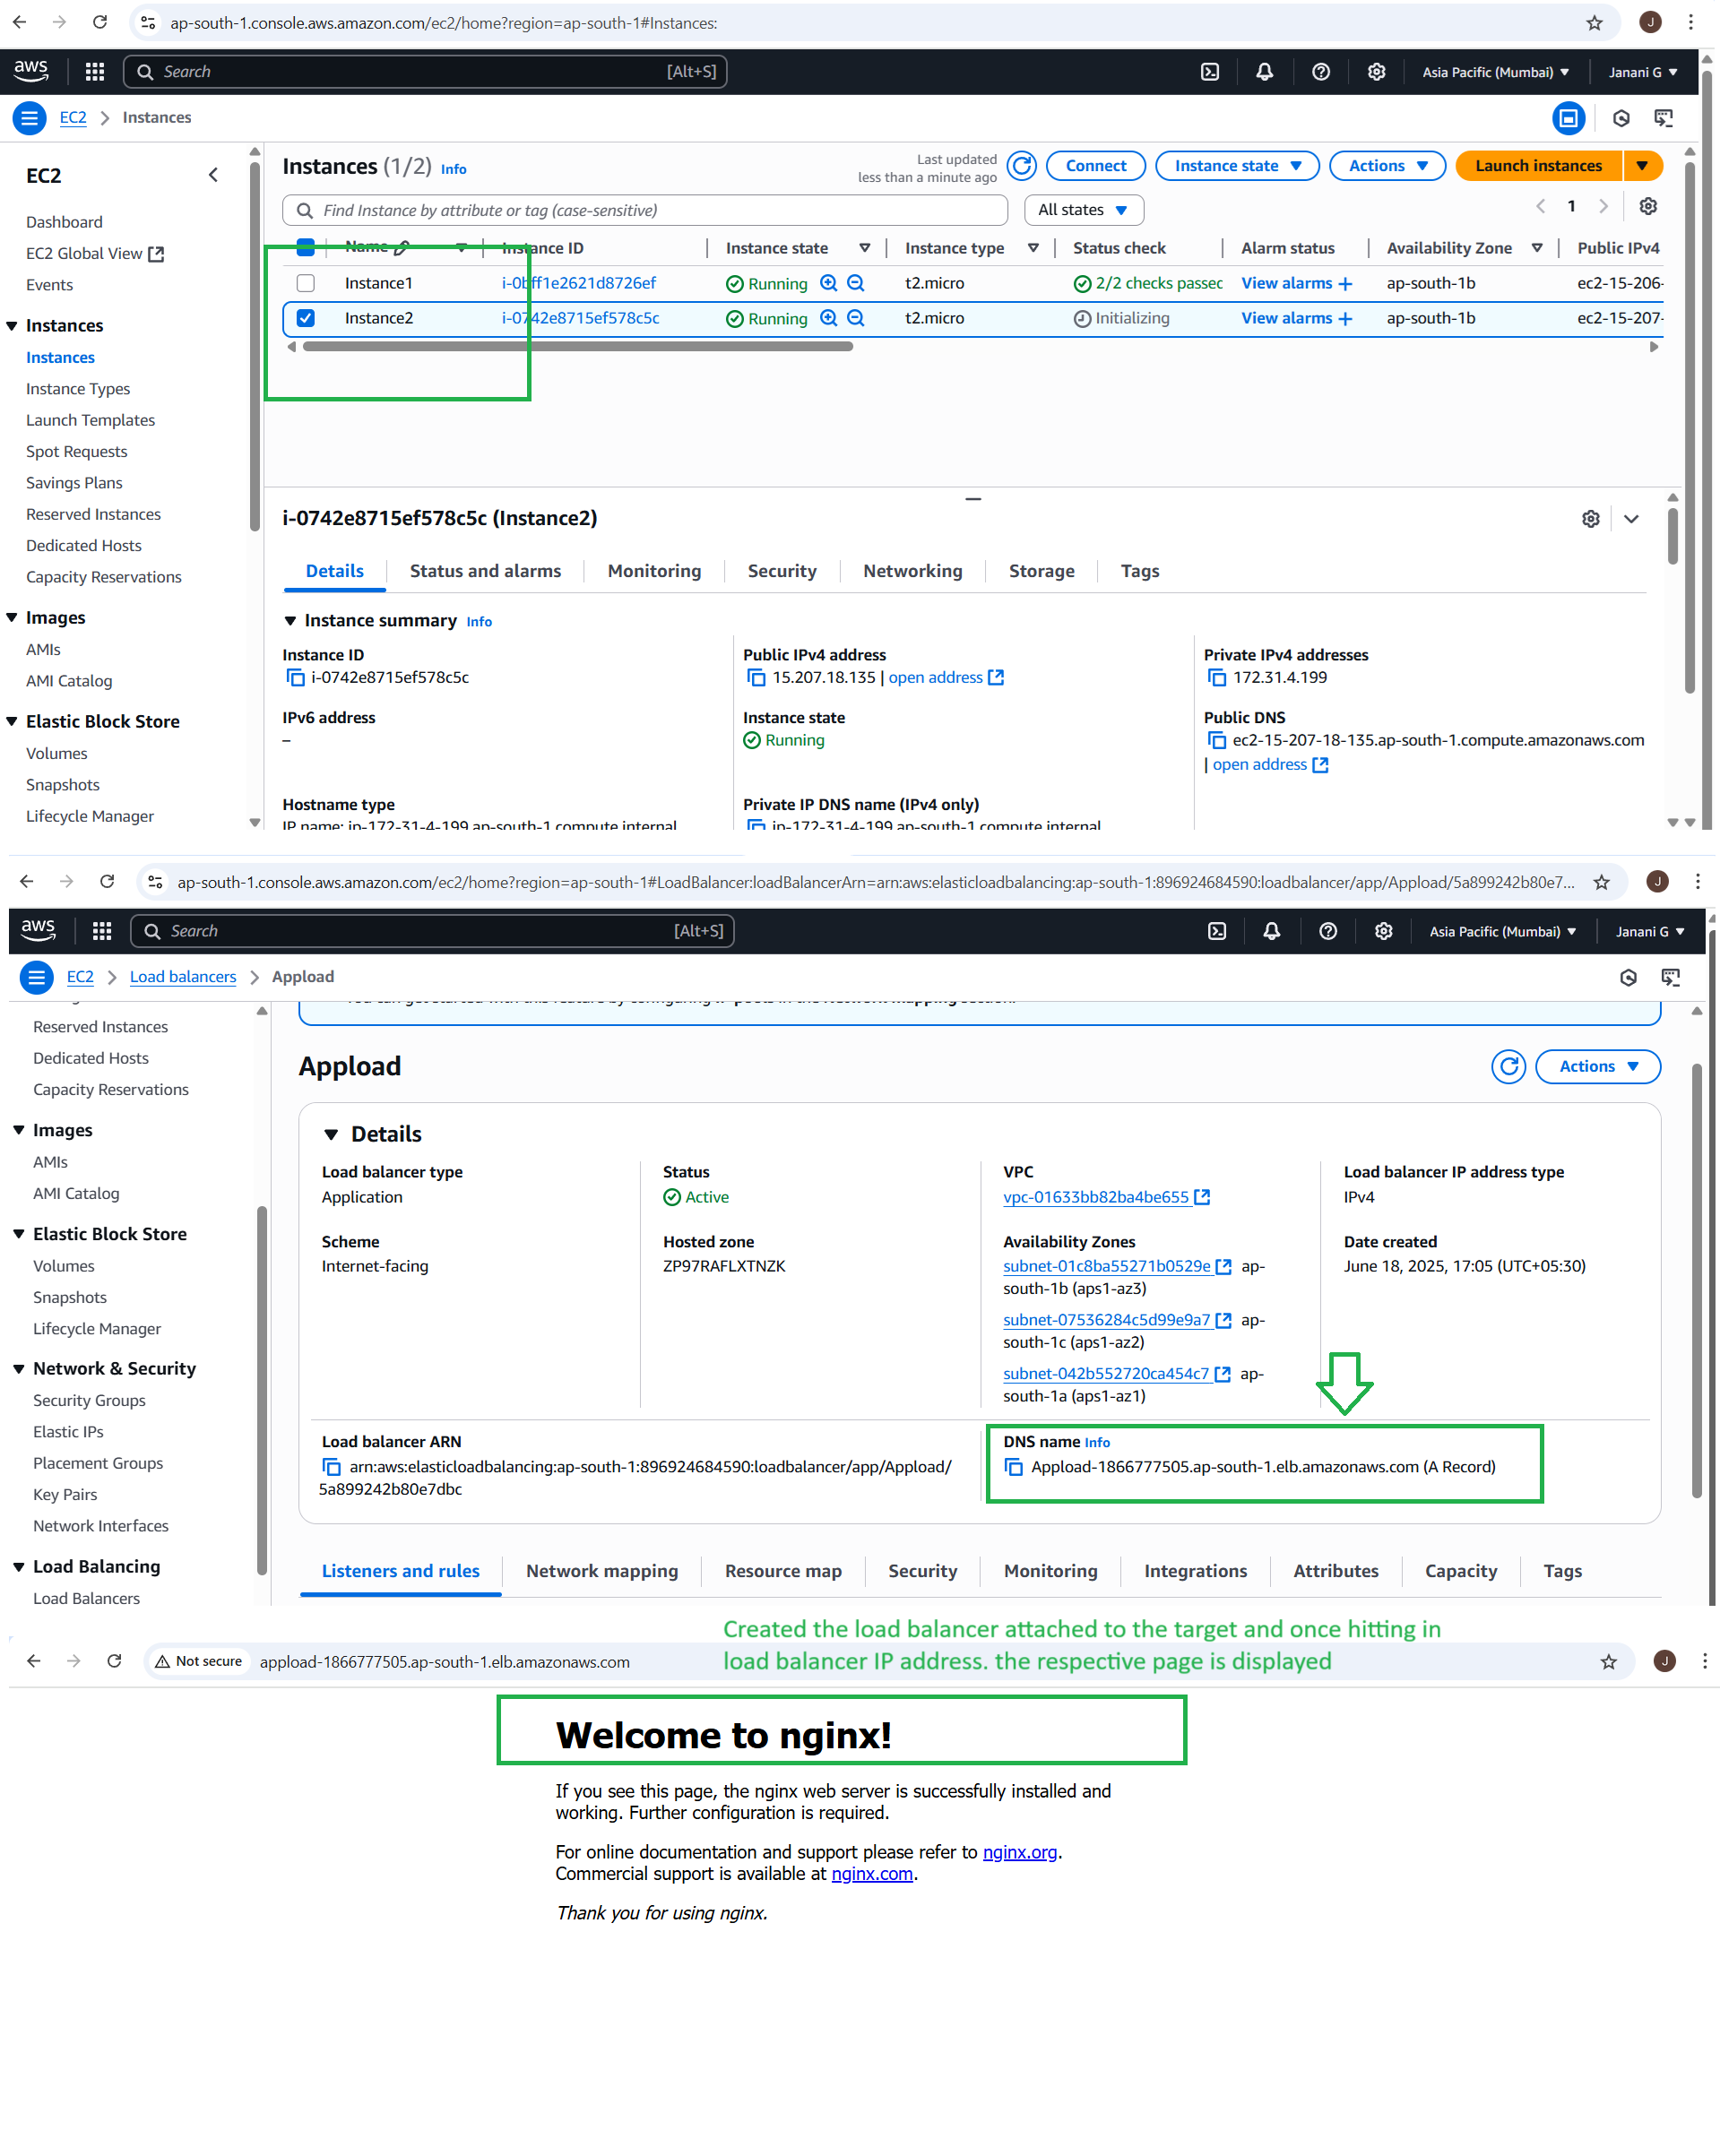 ap-south-1.console.aws.amazon.com/ec2/home?region=ap-south-1#Instances:
J
aws
Search
[Alt+S]
Asia Pacific (Mumbai)
Janani G
EC2
Instances
EC2
Dashboard
EC2 Global View
Events
Instances
Instances
Instance Types
Launch Templates
Spot Requests
Savings Plans
Reserved Instances
Dedicated Hosts
Capacity Reservations
Images
AMIs
AMI Catalog
Elastic Block Store
Volumes
Snapshots
Lifecycle Manager
Instances (1/2) Info
Last updated
less than a minute ago
Connect
Instance state
Actions
Launch instances
Find Instance by attribute or tag (case-sensitive)
All states
1
Name Instance ID Instance state Instance type Status check Alarm status Availability Zone Public IPv4
Instance1 i-0bff1e2621d8726ef Running t2.micro 2/2 checks passec View alarms + ap-south-1b ec2-15-206-
Instance2 i-0742e8715ef578c5c Running t2.micro Initializing View alarms + ap-south-1b ec2-15-207-
i-0742e8715ef578c5c (Instance2)
Details Status and alarms Monitoring Security Networking Storage Tags
Instance summary Info
Instance ID
i-0742e8715ef578c5c
Public IPv4 address
15.207.18.135 | open address
Private IPv4 addresses
172.31.4.199
IPv6 address
–
Instance state
Running
Public DNS
ec2-15-207-18-135.ap-south-1.compute.amazonaws.com
| open address
Hostname type
IP name: ip-172-31-4-199.ap-south-1.compute.internal
Private IP DNS name (IPv4 only)
ip-172-31-4-199.ap-south-1.compute.internal
ap-south-1.console.aws.amazon.com/ec2/home?region=ap-south-1#LoadBalancer:loadBalancerArn=arn:aws:elasticloadbalancing:ap-south-1:896924684590:loadbalancer/app/Appload/5a899242b80e7...
J
aws
Search
[Alt+S]
Asia Pacific (Mumbai)
Janani G
EC2
Load balancers
Appload
Reserved Instances
Dedicated Hosts
Capacity Reservations
Images
AMIs
AMI Catalog
Elastic Block Store
Volumes
Snapshots
Lifecycle Manager
Network & Security
Security Groups
Elastic IPs
Placement Groups
Key Pairs
Network Interfaces
Load Balancing
Load Balancers
You can get started with this feature by configuring IP pools in the Network mapping section.
Appload
Actions
Details
Load balancer type
Application
Status
Active
VPC
vpc-01633bb82ba4be655
Load balancer IP address type
IPv4
Scheme
Internet-facing
Hosted zone
ZP97RAFLXTNZK
Availability Zones
subnet-01c8ba55271b0529e ap-
south-1b (aps1-az3)
subnet-07536284c5d99e9a7 ap-
south-1c (aps1-az2)
subnet-042b552720ca454c7 ap-
south-1a (aps1-az1)
Date created
June 18, 2025, 17:05 (UTC+05:30)
Load balancer ARN
arn:aws:elasticloadbalancing:ap-south-1:896924684590:loadbalancer/app/Appload/
5a899242b80e7dbc
DNS name Info
Appload-1866777505.ap-south-1.elb.amazonaws.com (A Record)
Listeners and rules Network mapping Resource map Security Monitoring Integrations Attributes Capacity Tags
Created the load balancer attached to the target and once hitting in
load balancer IP address. the respective page is displayed
Not secure
appload-1866777505.ap-south-1.elb.amazonaws.com
J
Welcome to nginx!
If you see this page, the nginx web server is successfully installed and
working. Further configuration is required.
For online documentation and support please refer to nginx.org.
Commercial support is available at nginx.com.
Thank you for using nginx.